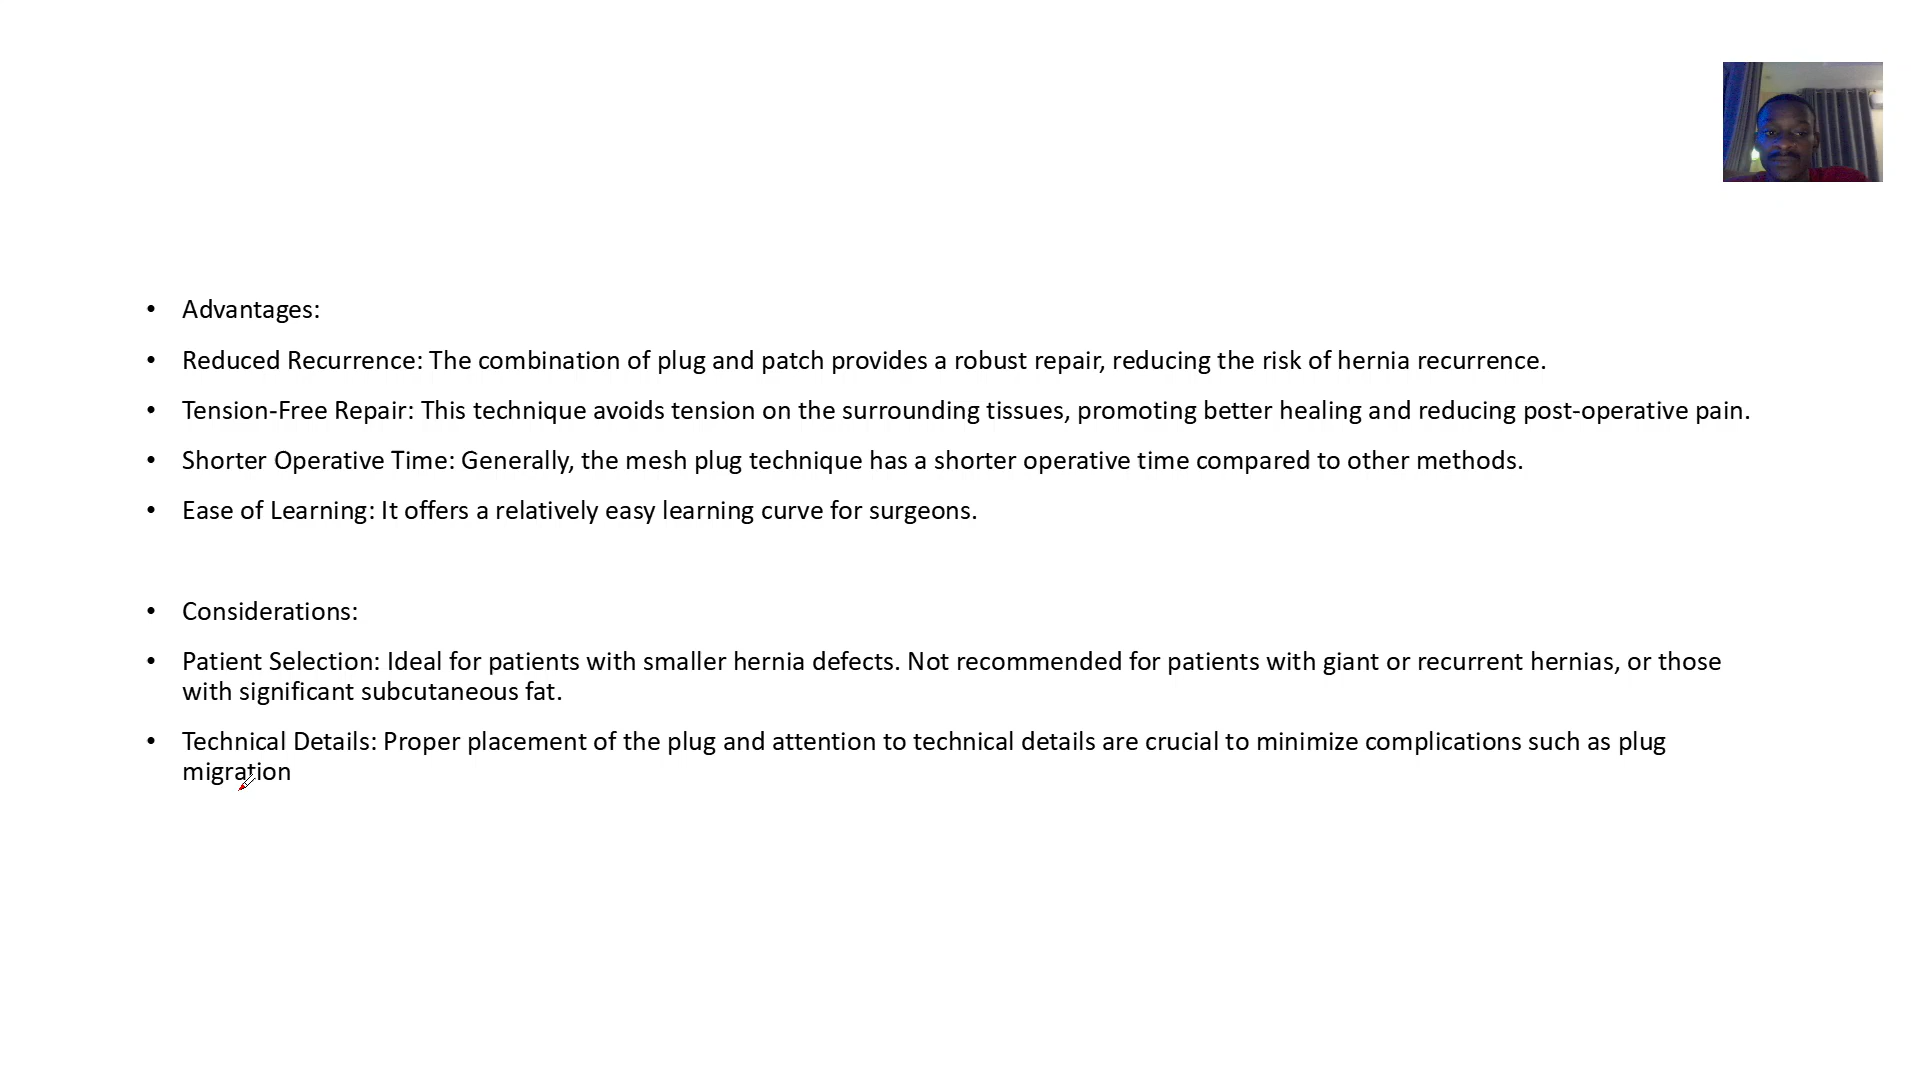 • Advantages:
• Reduced Recurrence: The combination of plug and patch provides a robust repair, reducing the risk of hernia recurrence.
• Tension-Free Repair: This technique avoids tension on the surrounding tissues, promoting better healing and reducing post-operative pain.
• Shorter Operative Time: Generally, the mesh plug technique has a shorter operative time compared to other methods.
• Ease of Learning: It offers a relatively easy learning curve for surgeons.
• Considerations:
• Patient Selection: Ideal for patients with smaller hernia defects. Not recommended for patients with giant or recurrent hernias, or those
with significant subcutaneous fat.
• Technical Details: Proper placement of the plug and attention to technical details are crucial to minimize complications such as plug
migration